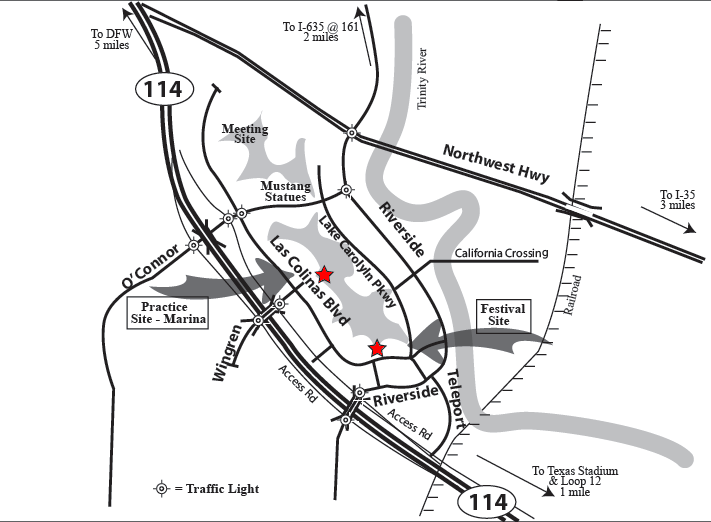 To DFW
5 miles
To I-635 @ 161
2 miles
Trinity River
114
Meeting
Site
Northwest Hwy
To I-35
3 miles
Mustang
Statues
Riverside
Lake Carolyln Pkwy
O'Connor
Las Colinas Blvd
California Crossing
Practice
Site - Marina
Railroad
Festival
Site
Wingren
Access Rd
Riverside
Teleport
Access Rd
To Texas Stadium
& Loop 12
1 mile
= Traffic Light
114